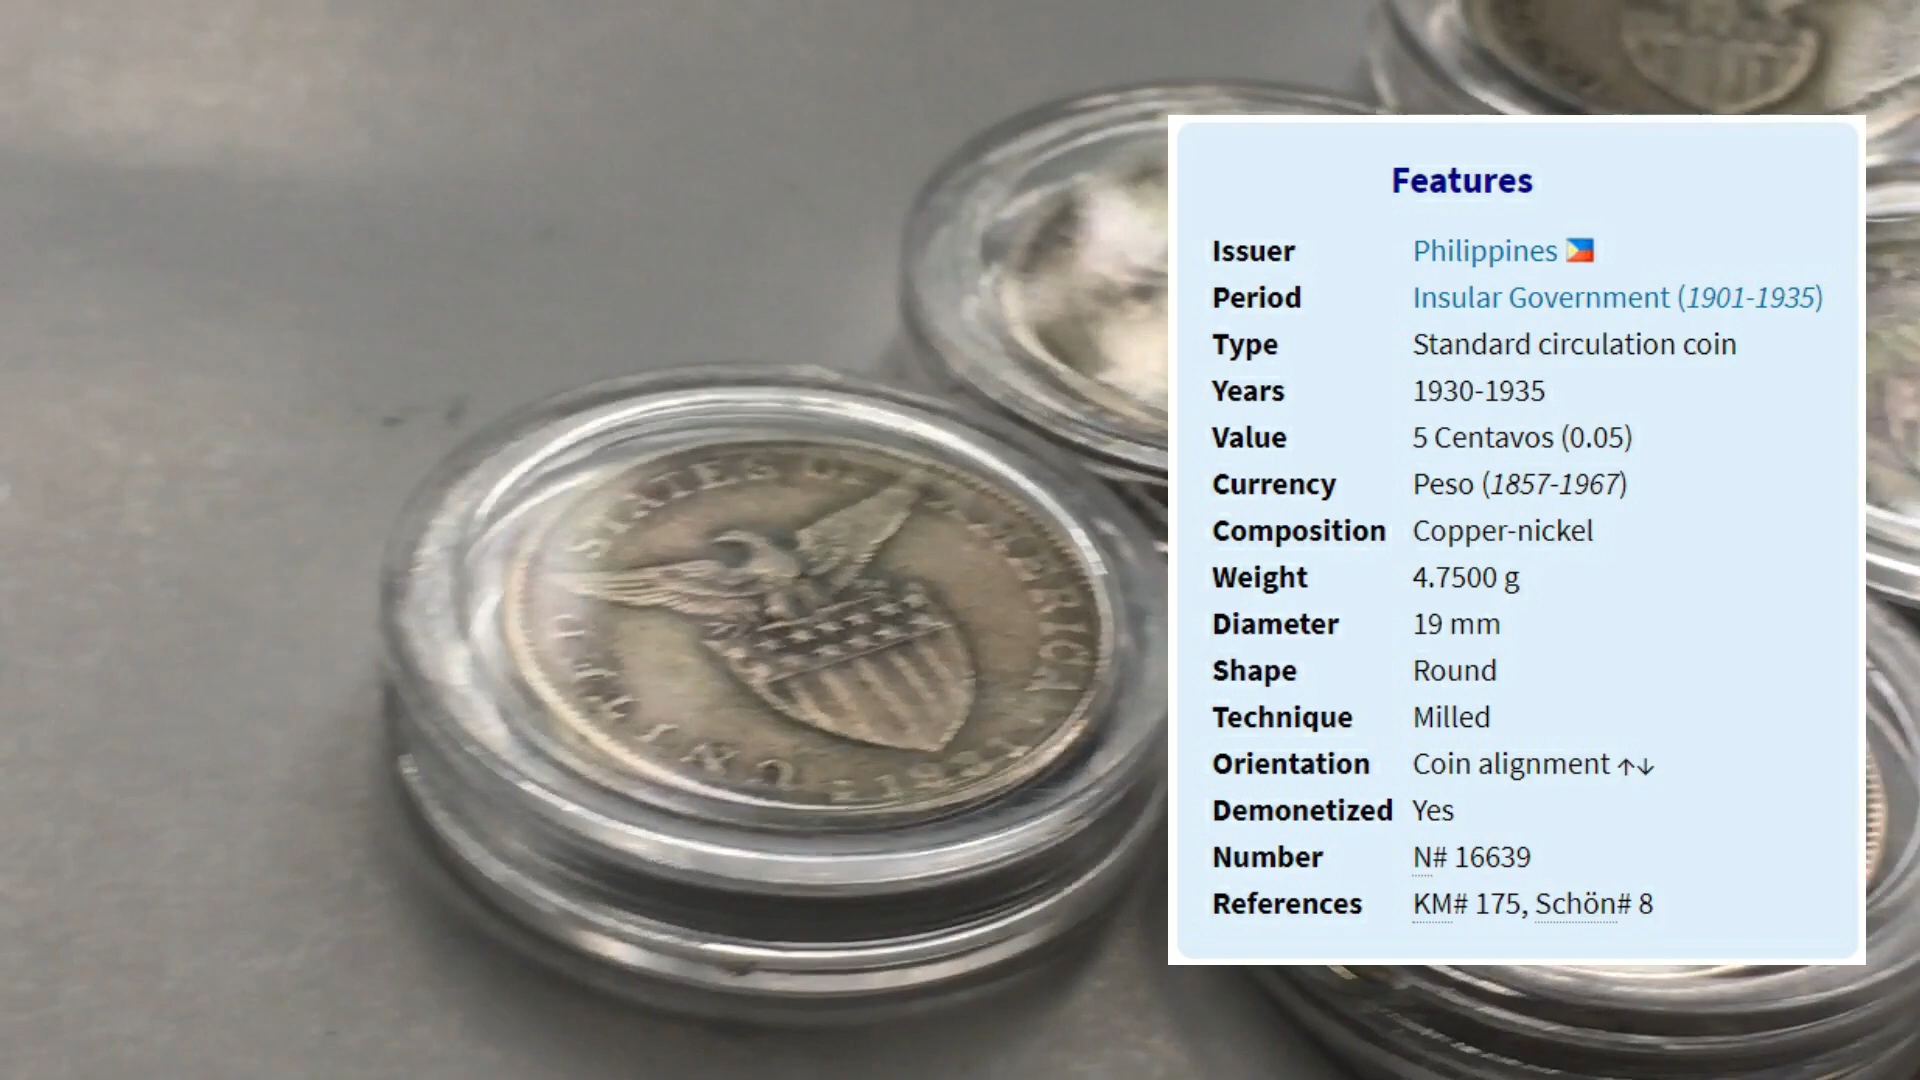 UNITED STATES OF AMERICA
Features
Issuer Philippines
Period Insular Government (1901-1935)
Type Standard circulation coin
Years 1930-1935
Value 5 Centavos (0.05)
Currency Peso (1857-1967)
Composition Copper-nickel
Weight 4.7500 g
Diameter 19 mm
Shape Round
Technique Milled
Orientation Coin alignment ↑↓
Demonetized Yes
Number N# 16639
References KM# 175, Schön# 8